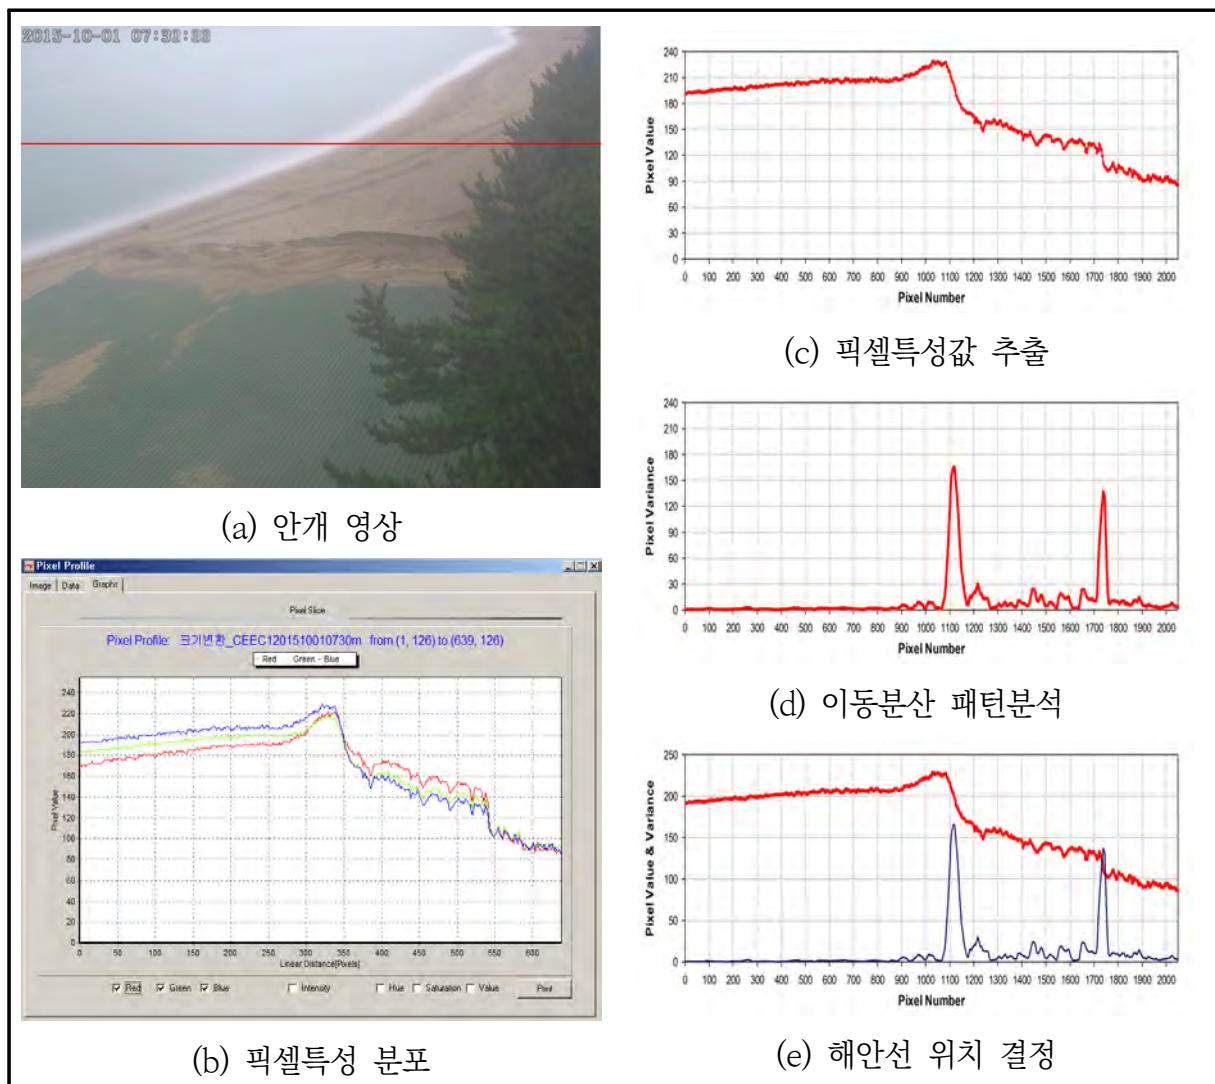 2015-10-01 07:30:00
(a) 안개 영상
Pixel Profile
Image Data Graphs
Pixel Slice
Pixel Profile: 크기변환_CEEC1201510010730m from (1, 126) to (639, 126)
Red Green - Blue
240
220
200
180
160
140
120
100
80
60
40
20
0
Pixel Value
0 50 100 150 200 250 300 350 400 450 500 550 600
Linear Distance[Pixels]
Red Green Blue Intensity Hue Saturation Value Print
(b) 픽셀특성 분포
240
210
180
150
120
90
60
30
0
Pixel Value
0 100 200 300 400 500 600 700 800 900 1000 1100 1200 1300 1400 1500 1600 1700 1800 1900 2000
Pixel Number
(c) 픽셀특성값 추출
240
210
180
150
120
90
60
30
0
Pixel Variance
0 100 200 300 400 500 600 700 800 900 1000 1100 1200 1300 1400 1500 1600 1700 1800 1900 2000
Pixel Number
(d) 이동분산 패턴분석
250
200
150
100
50
0
Pixel Value & Variance
0 100 200 300 400 500 600 700 800 900 1000 1100 1200 1300 1400 1500 1600 1700 1800 1900 2000
Pixel Number
(e) 해안선 위치 결정